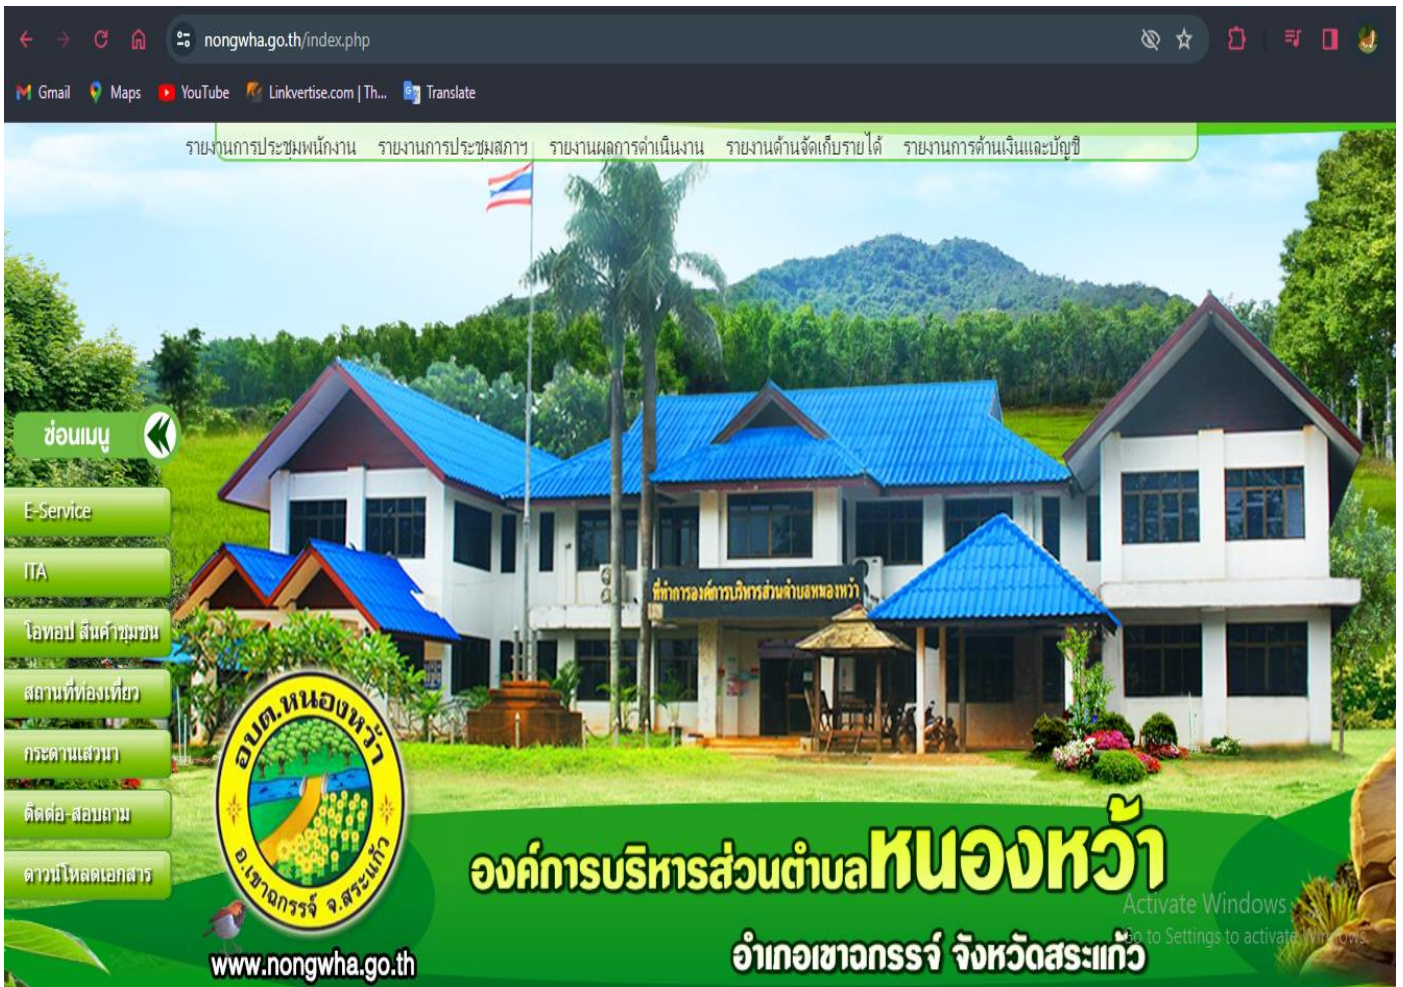 nongwha.go.th/index.php
Gmail Maps YouTube Linkvertise.com | Th... Translate
รายงานการประชุมพนักงาน รายงานการประชุมสภาฯ รายงานผลการดำเนินงาน รายงานด้านจัดเก็บรายได้ รายงานการด้านเงินและบัญชี
ซ่อนเมนู
E-Service
ITA
โอทอป สินค้าชุมชน
สถานที่ท่องเที่ยว
กระดานเสวนา
ติดต่อ-สอบถาม
ดาวน์โหลดเอกสาร
ที่ทำการองค์การบริหารส่วนตำบลหนองหว้า
อบต.หนองหว้า
อ.เขาฉกรรจ์ จ.สระแก้ว
www.nongwha.go.th
องค์การบริหารส่วนตำบลหนองหว้า
อำเภอเขาฉกรรจ์ จังหวัดสระแก้ว
Activate Windows
Go to Settings to activate Windows.